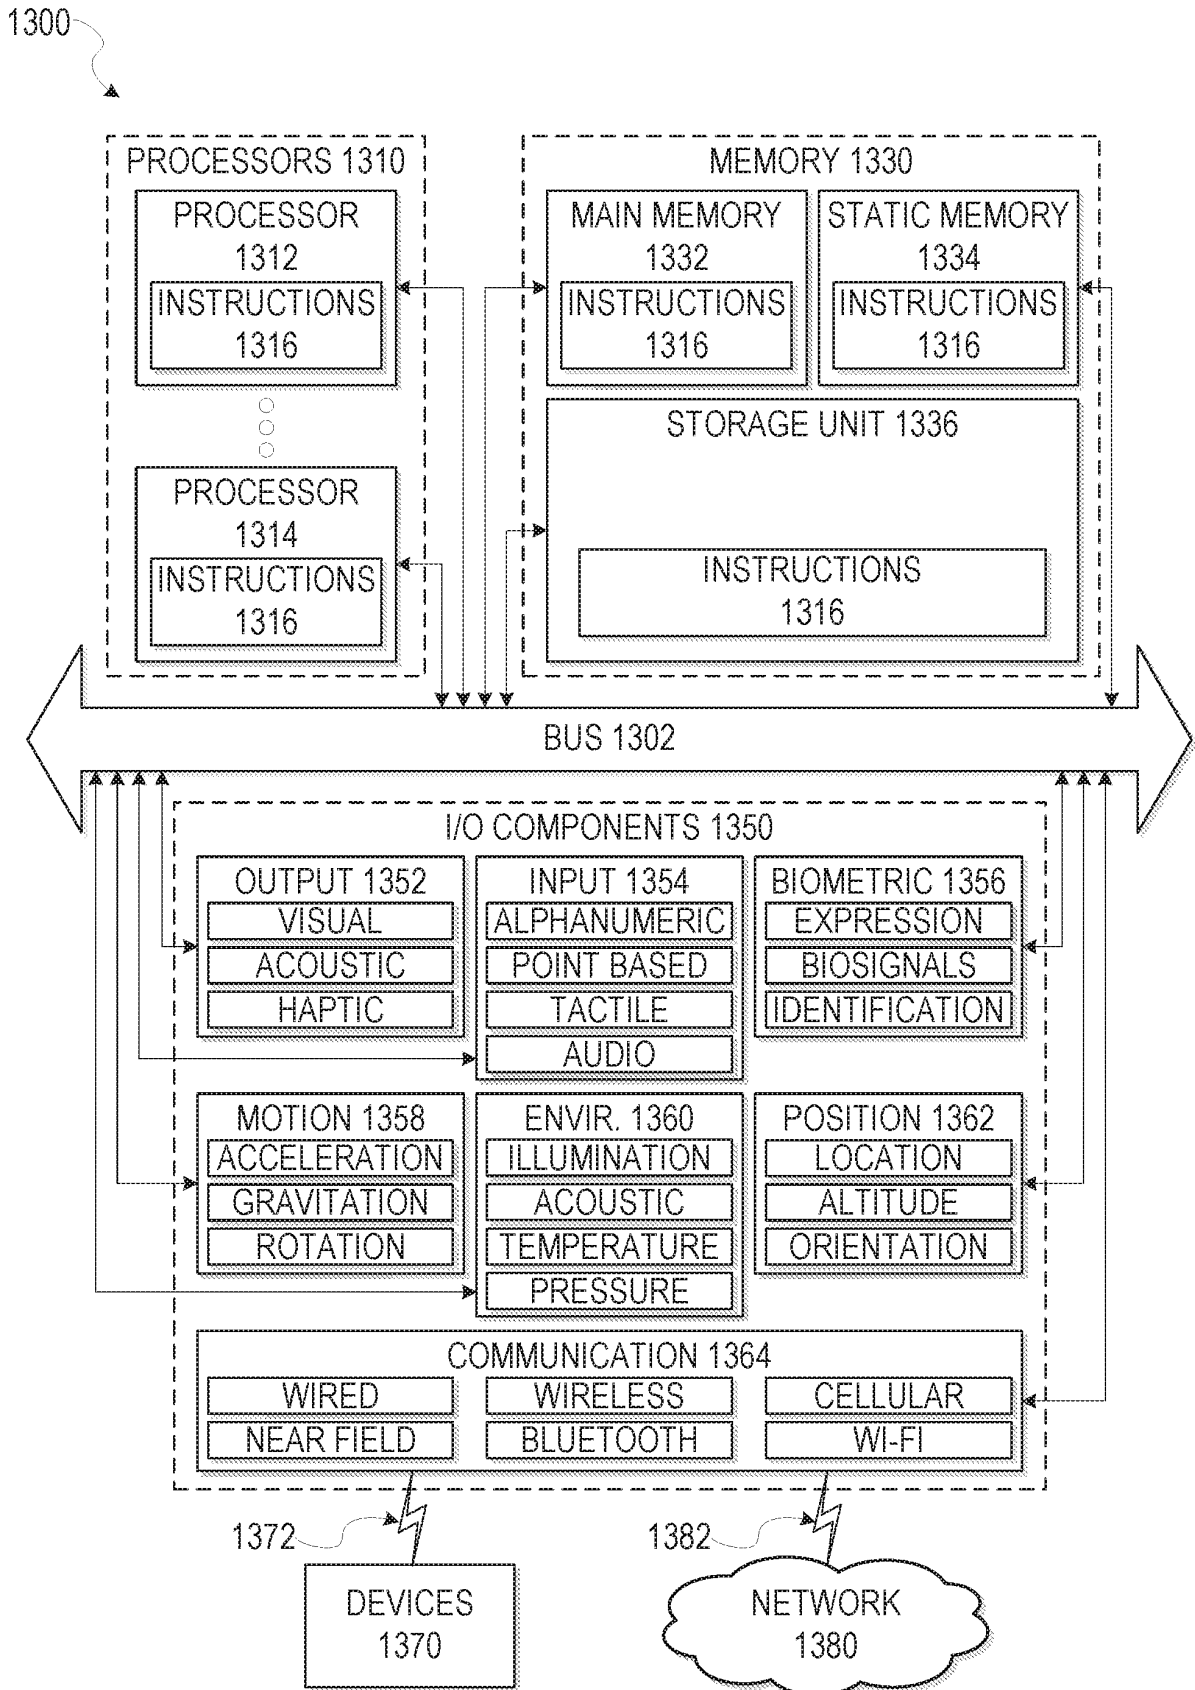 1300
PROCESSORS 1310
PROCESSOR
1312
INSTRUCTIONS
1316
PROCESSOR
1314
INSTRUCTIONS
1316
MEMORY 1330
MAIN MEMORY
1332
INSTRUCTIONS
1316
STATIC MEMORY
1334
INSTRUCTIONS
1316
STORAGE UNIT 1336
INSTRUCTIONS
1316
BUS 1302
I/O COMPONENTS 1350
OUTPUT 1352
VISUAL
ACOUSTIC
HAPTIC
INPUT 1354
ALPHANUMERIC
POINT BASED
TACTILE
AUDIO
BIOMETRIC 1356
EXPRESSION
BIOSIGNALS
IDENTIFICATION
MOTION 1358
ACCELERATION
GRAVITATION
ROTATION
ENVIR. 1360
ILLUMINATION
ACOUSTIC
TEMPERATURE
PRESSURE
POSITION 1362
LOCATION
ALTITUDE
ORIENTATION
COMMUNICATION 1364
WIRED
WIRELESS
CELLULAR
NEAR FIELD
BLUETOOTH
WI-FI
1372
1382
DEVICES
1370
NETWORK
1380